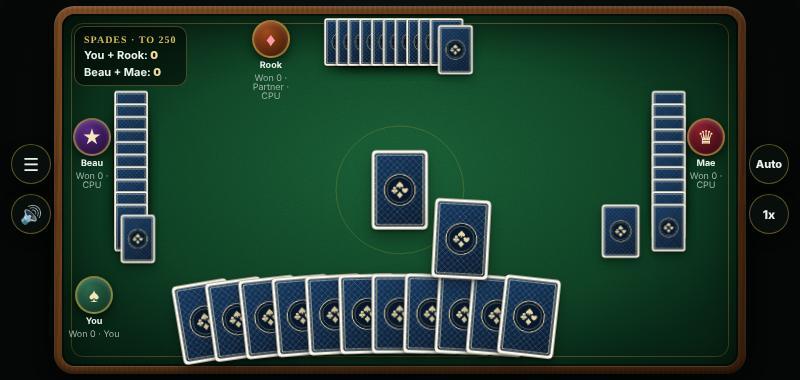 SPADES · TO 250
You + Rook: 0
Beau + Mae: 0
Rook
Won 0 ·
Partner ·
CPU
Beau
Won 0 ·
CPU
Mae
Won 0 ·
CPU
Auto
1x
You
Won 0 · You